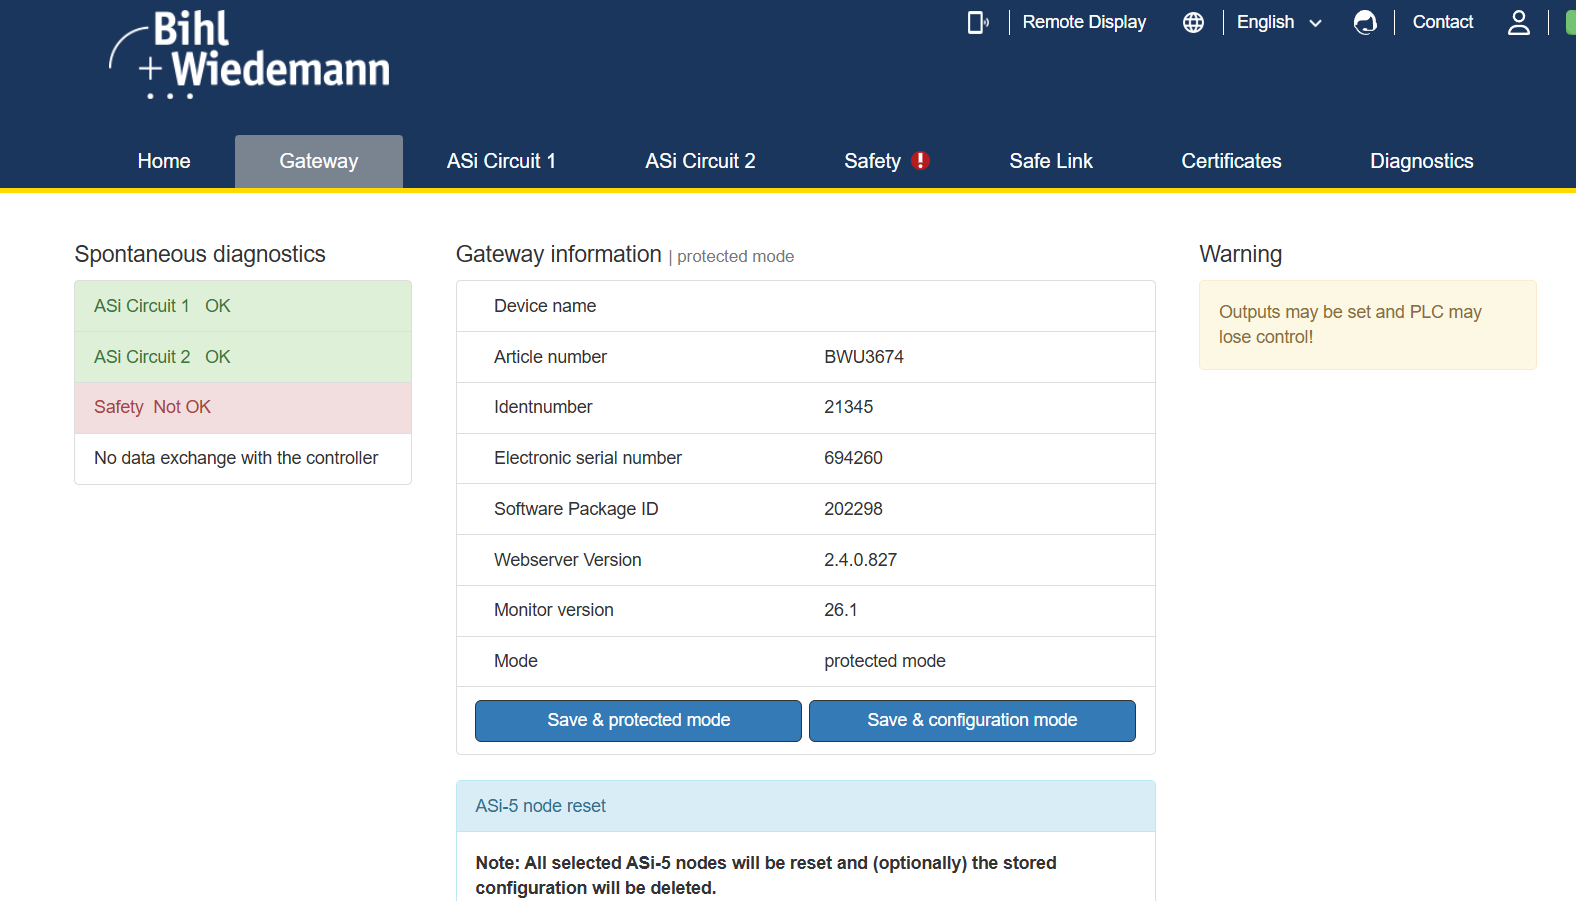 Bihl
+ Wiedemann
Remote Display
English
Contact
Home
Gateway
ASi Circuit 1
ASi Circuit 2
Safety
Safe Link
Certificates
Diagnostics
Spontaneous diagnostics
ASi Circuit 1 OK
ASi Circuit 2 OK
Safety Not OK
No data exchange with the controller
Gateway information | protected mode
Device name
Article number BWU3674
Identnumber 21345
Electronic serial number 694260
Software Package ID 202298
Webserver Version 2.4.0.827
Monitor version 26.1
Mode protected mode
Save & protected mode
Save & configuration mode
ASi-5 node reset
Note: All selected ASi-5 nodes will be reset and (optionally) the stored
configuration will be deleted.
Warning
Outputs may be set and PLC may
lose control!